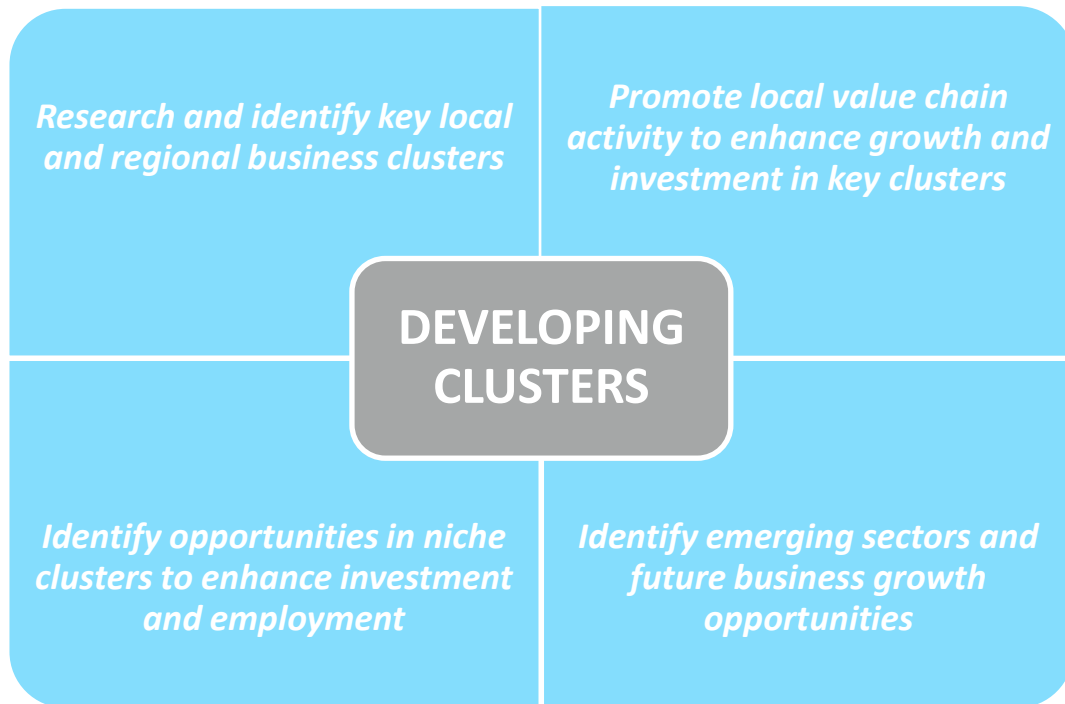 Research and identify key local
and regional business clusters
Promote local value chain
activity to enhance growth and
investment in key clusters
DEVELOPING
CLUSTERS
Identify opportunities in niche
clusters to enhance investment
and employment
Identify emerging sectors and
future business growth
opportunities